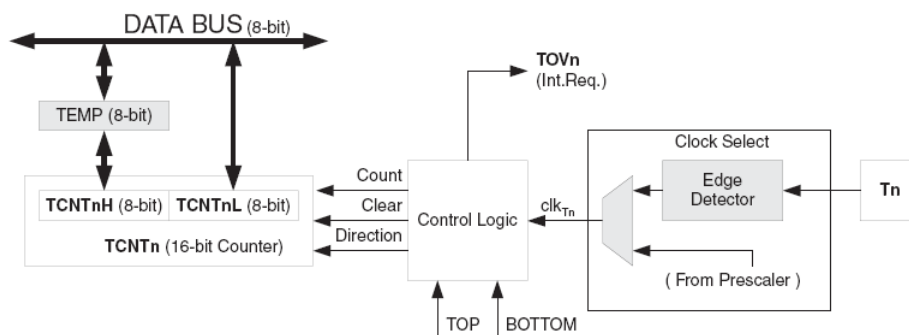 DATA BUS (8-bit)
TOVn
(Int.Req.)
TEMP (8-bit)
Clock Select
Count
Edge
Detector
Tn
TCNTnH (8-bit) TCNTnL (8-bit)
Clear
Control Logic
clkTn
TCNTn (16-bit Counter)
Direction
( From Prescaler )
TOP
BOTTOM